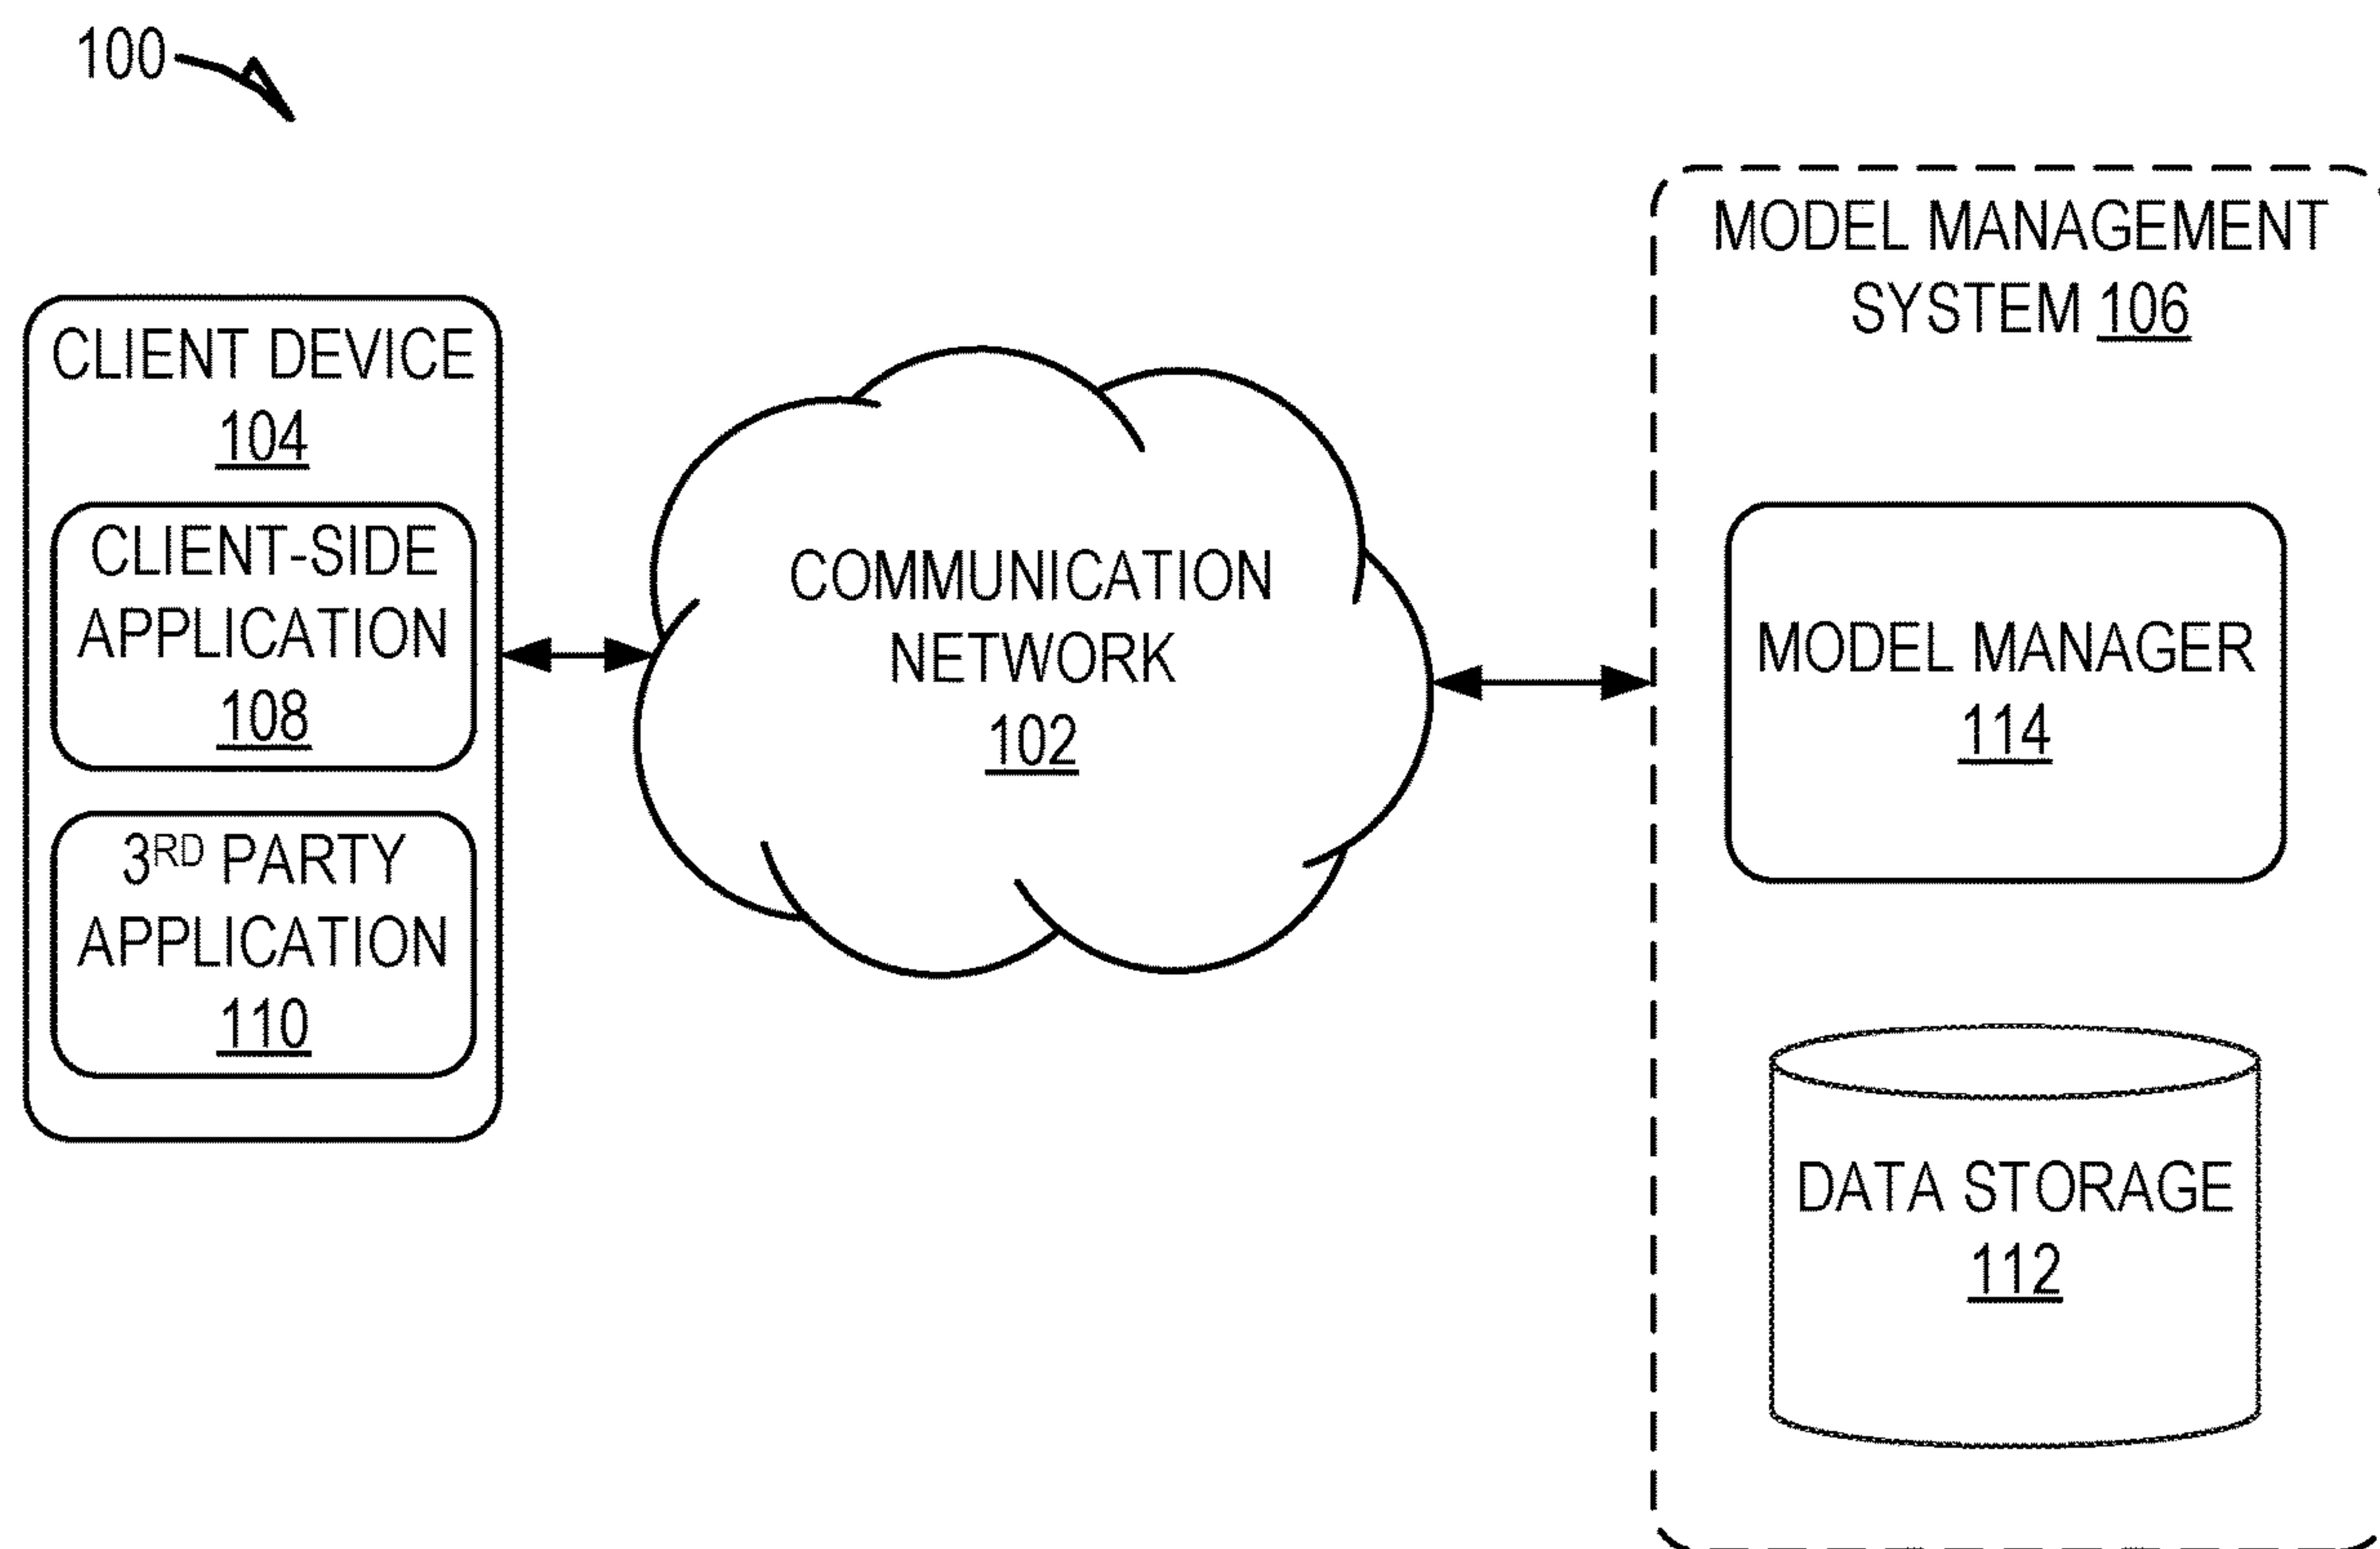 100
CLIENT DEVICE
104
CLIENT-SIDE
APPLICATION
108
3RD PARTY
APPLICATION
110
COMMUNICATION
NETWORK
102
MODEL MANAGEMENT
SYSTEM 106
MODEL MANAGER
114
DATA STORAGE
112